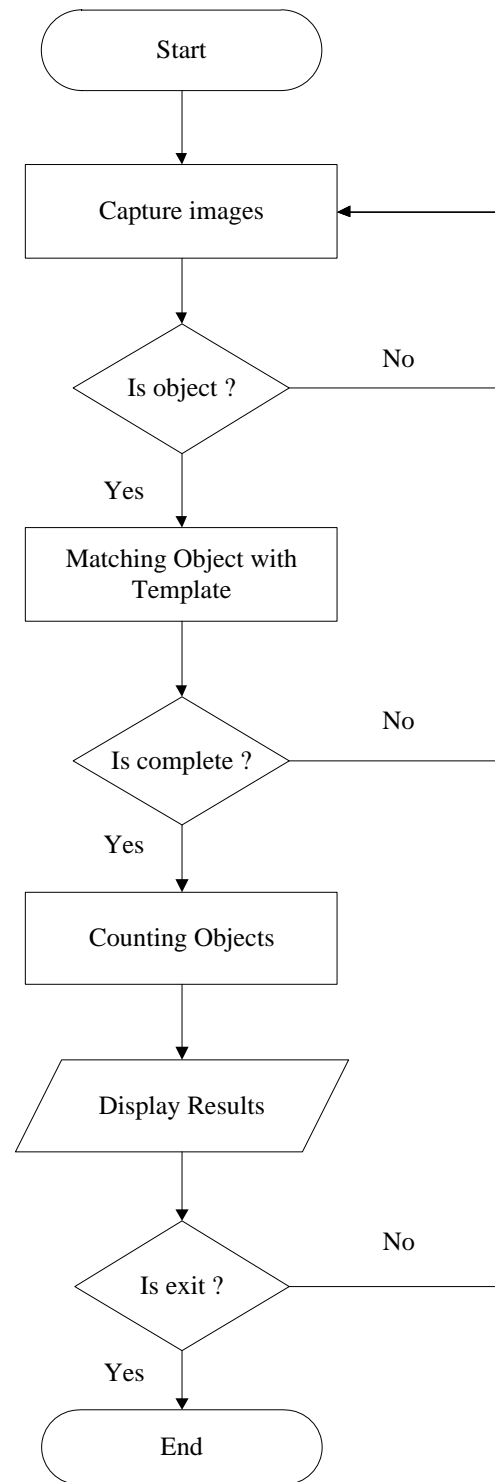 Start
Capture images
Is object ?
No
Yes
Matching Object with
Template
Is complete ?
No
Yes
Counting Objects
Display Results
Is exit ?
No
Yes
End